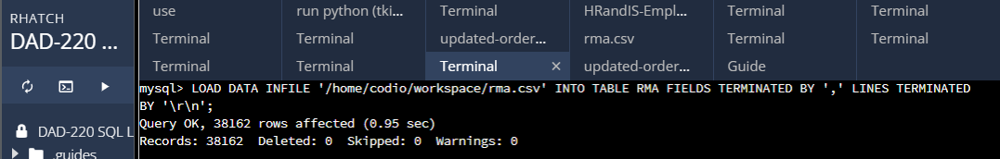 RHATCH
DAD-220 ...
use
run python (tki...
Terminal
HRandIS-Empl...
Terminal
Terminal
Terminal
Terminal
updated-order...
rma.csv
Terminal
Terminal
Terminal
Terminal
Terminal
updated-order...
Guide
DAD-220 SQL L
.guides
mysql> LOAD DATA INFILE '/home/codio/workspace/rma.csv' INTO TABLE RMA FIELDS TERMINATED BY ',' LINES TERMINATED
BY '\r\n';
Query OK, 38162 rows affected (0.95 sec)
Records: 38162  Deleted: 0  Skipped: 0  Warnings: 0